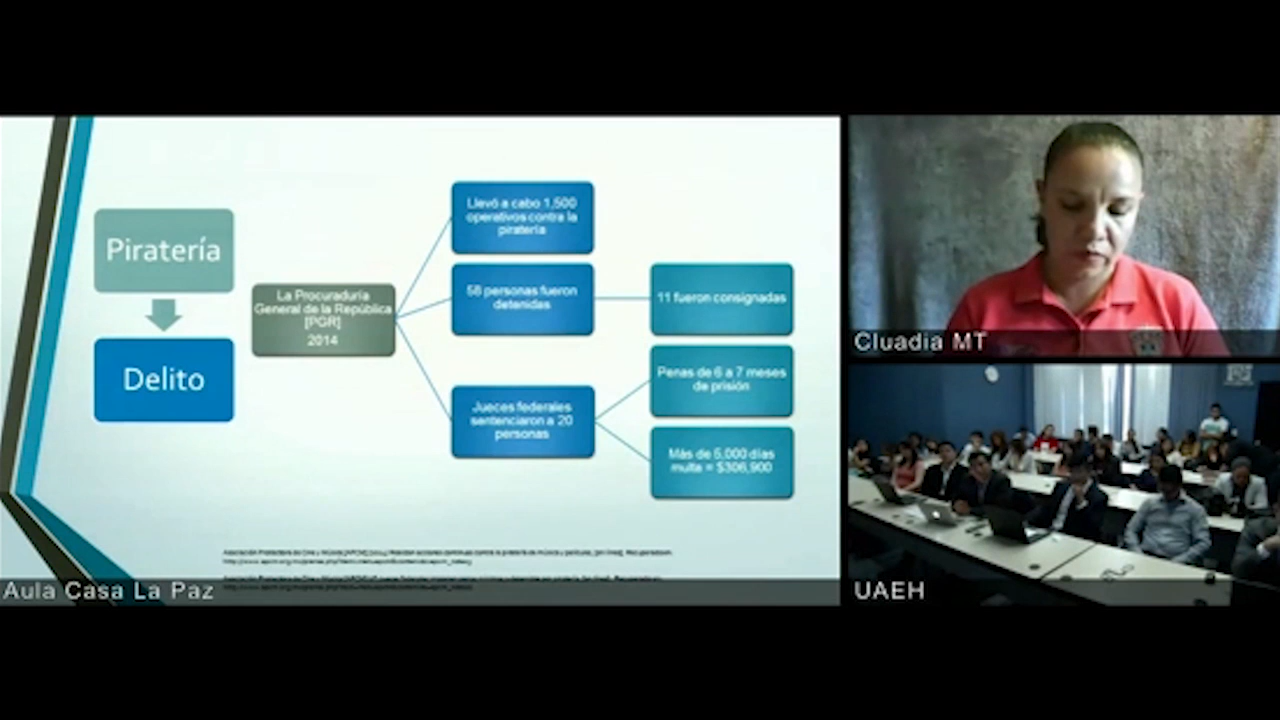 Piratería
Delito
La Procuraduría
General de la República
[PGR]
2014
Llevó a cabo 1,500
operativos contra la
piratería
58 personas fueron
detenidas
11 fueron consignadas
Jueces federales
sentenciaron a 20
personas
Penas de 6 a 7 meses
de prisión
Más de 5,000 días
multa = $306,900
Aula Casa La Paz
Cluadia MT
UAEH